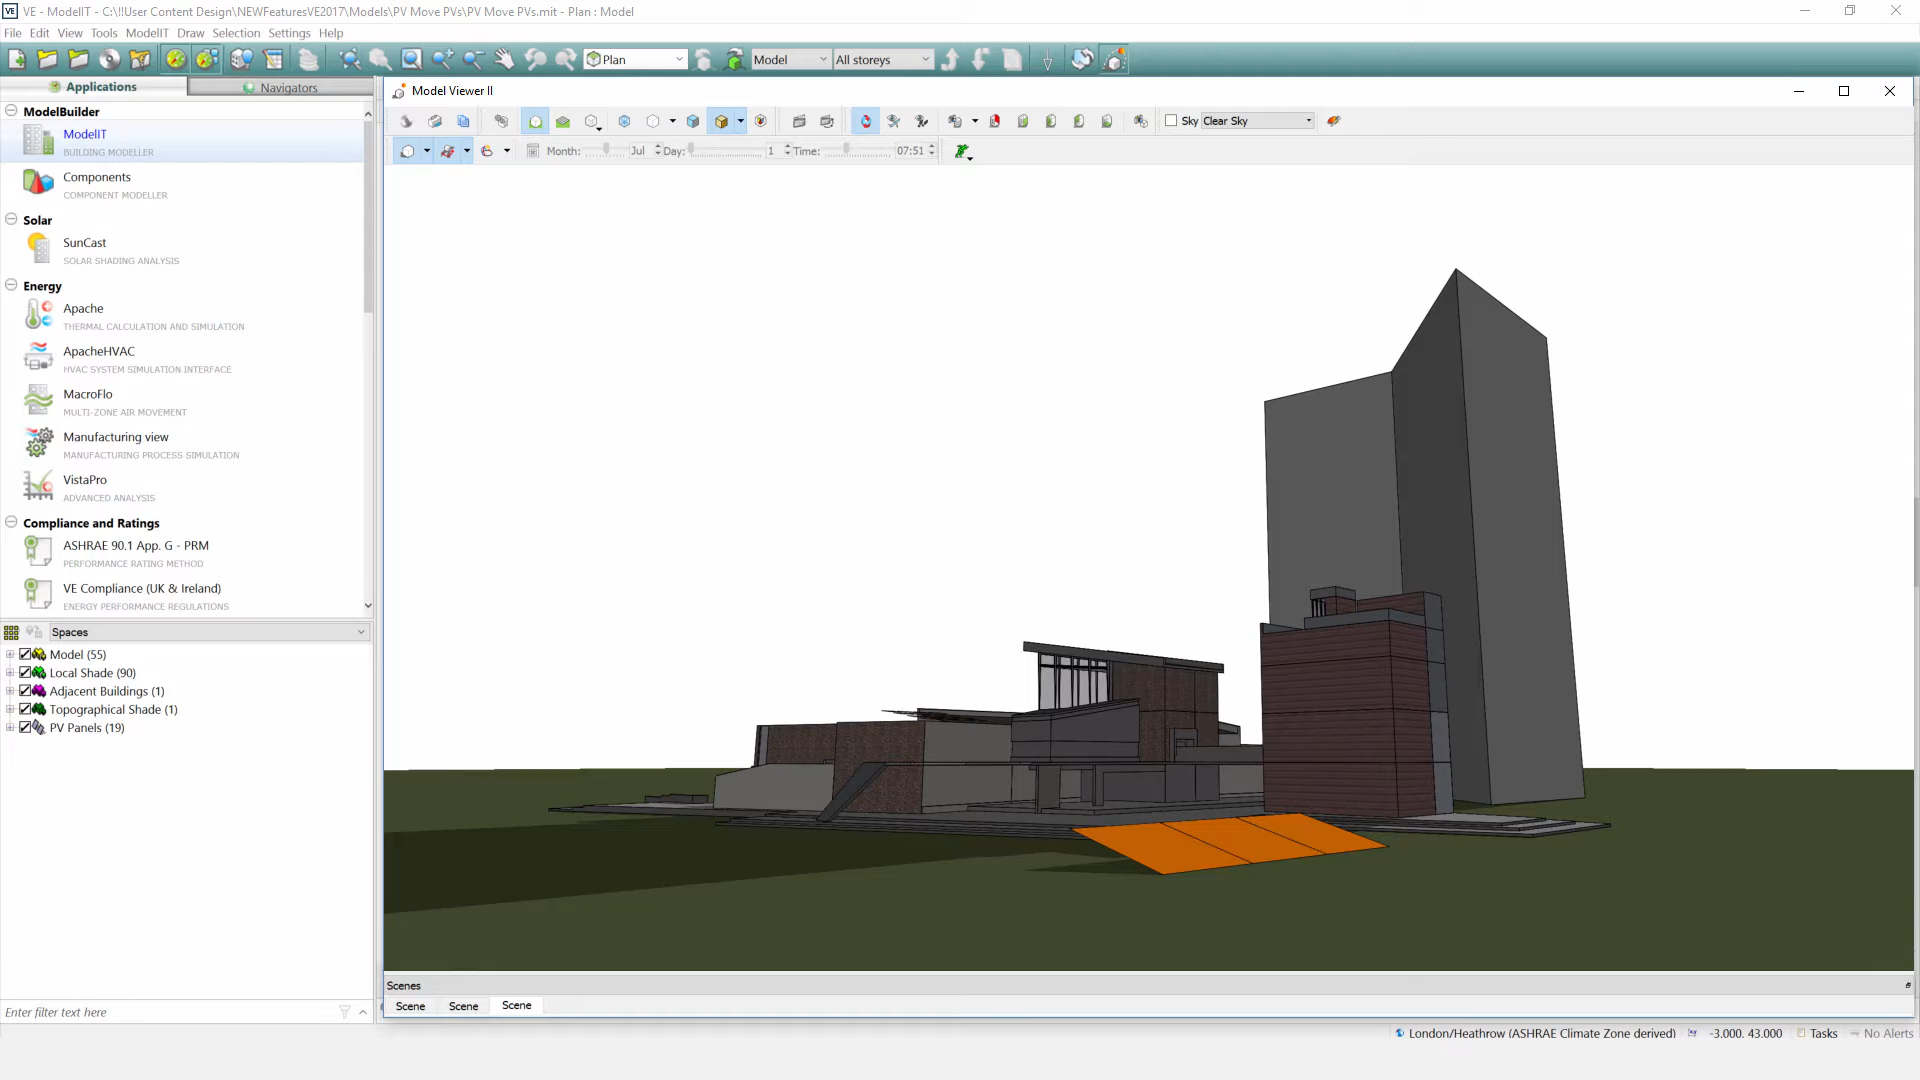 VE VE - ModelIT - C:\!!User Content Design\NEWFeaturesVE2017\Models\PV Move PVs\PV Move PVs.mit - Plan : Model
File Edit View Tools ModelIT Draw Selection Settings Help
Plan Model All storeys
Applications Navigators
Model Viewer II
Sky Clear Sky
Month: Jul Day: 1 Time: 07:51
ModelBuilder
ModelIT
BUILDING MODELLER
Components
COMPONENT MODELLER
Solar
SunCast
SOLAR SHADING ANALYSIS
Energy
Apache
THERMAL CALCULATION AND SIMULATION
ApacheHVAC
HVAC SYSTEM SIMULATION INTERFACE
MacroFlo
MULTI-ZONE AIR MOVEMENT
Manufacturing view
MANUFACTURING PROCESS SIMULATION
VistaPro
ADVANCED ANALYSIS
Compliance and Ratings
ASHRAE 90.1 App. G - PRM
PERFORMANCE RATING METHOD
VE Compliance (UK & Ireland)
ENERGY PERFORMANCE REGULATIONS
Spaces
Model (55)
Local Shade (90)
Adjacent Buildings (1)
Topographical Shade (1)
PV Panels (19)
Enter filter text here
Scenes
Scene Scene Scene
London/Heathrow (ASHRAE Climate Zone derived) -3.000, 43.000 Tasks No Alerts